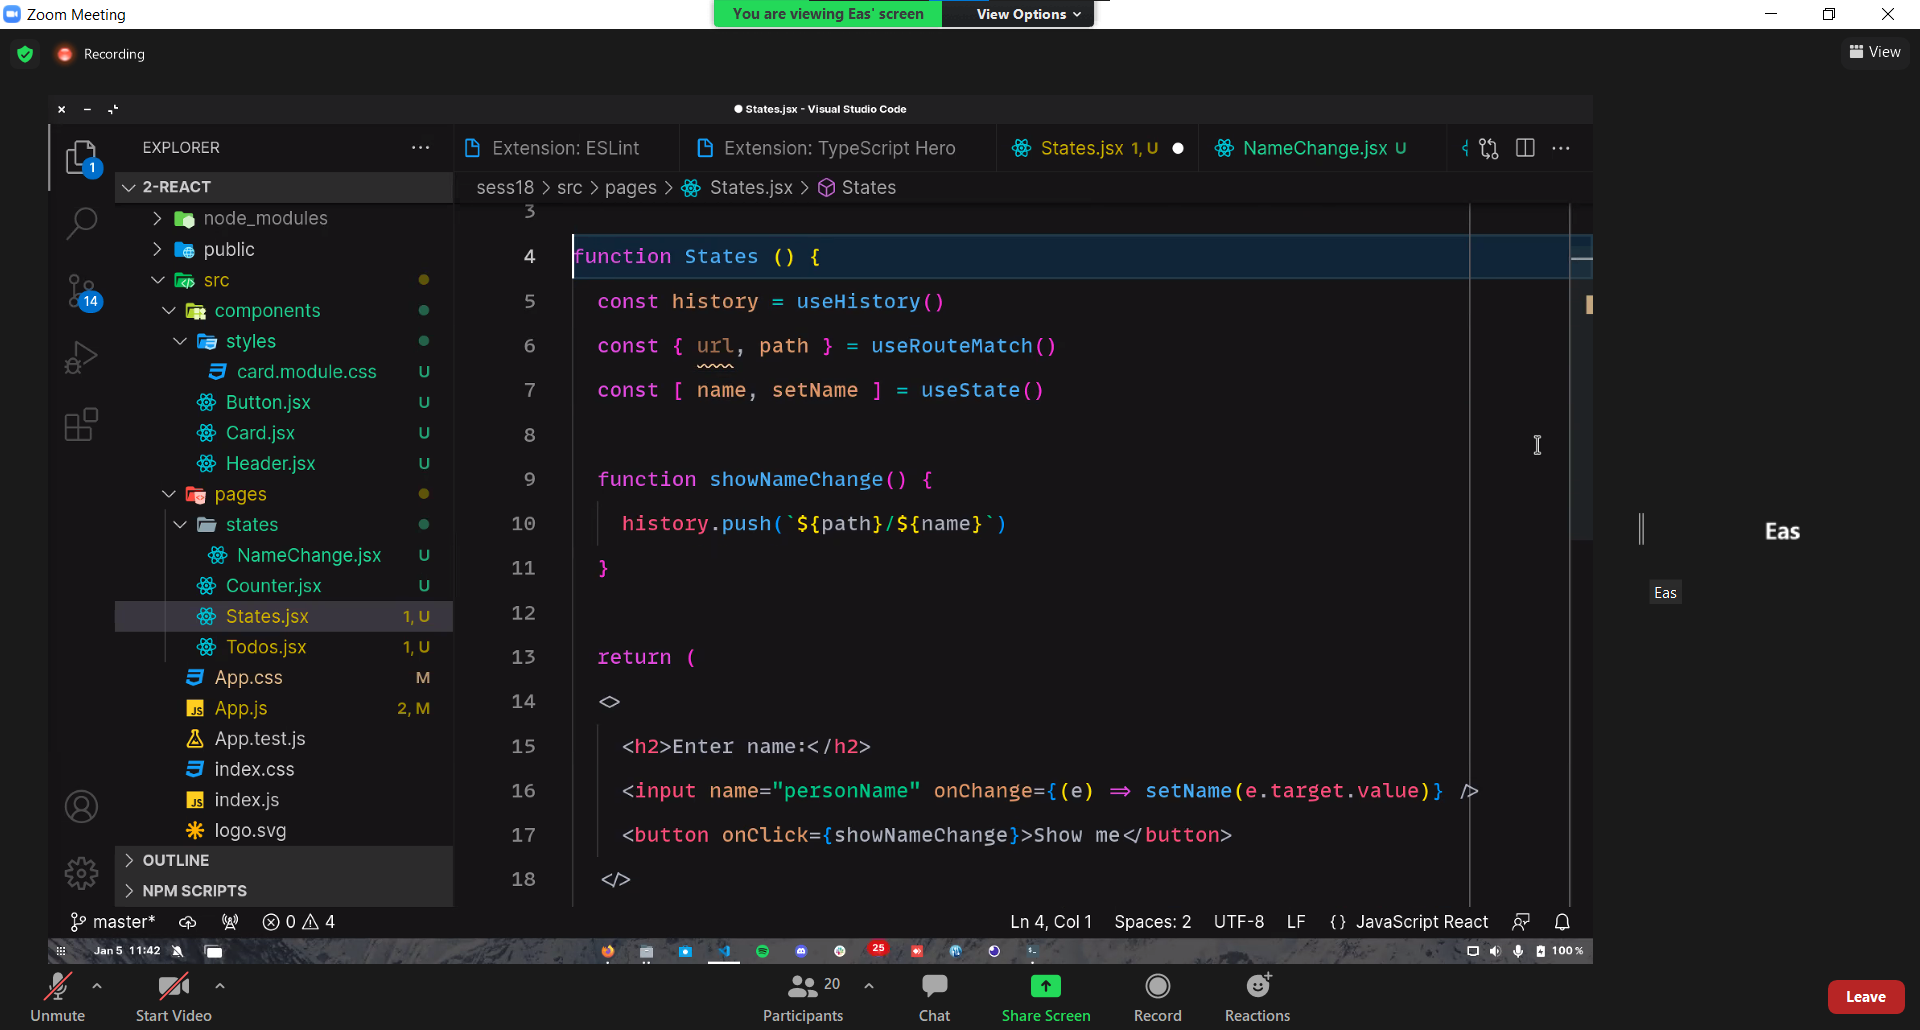 Zoom Meeting
You are viewing Eas' screen
View Options
Recording
View
States.jsx - Visual Studio Code
EXPLORER
Extension: ESLint
Extension: TypeScript Hero
States.jsx 1, U
NameChange.jsx U
1
2-REACT
sess18 > src > pages > States.jsx > States
node_modules
public
src
components
styles
card.module.css U
Button.jsx U
Card.jsx U
Header.jsx U
pages
states
NameChange.jsx U
Counter.jsx U
States.jsx 1, U
Todos.jsx 1, U
App.css M
App.js 2, M
App.test.js
index.css
index.js
logo.svg
OUTLINE
NPM SCRIPTS
14
3
4 function States () {
5 const history = useHistory()
6 const { url, path } = useRouteMatch()
7 const [ name, setName ] = useState()
8
9 function showNameChange() {
10 history.push(`${path}/${name}`)
11 }
12
13 return (
14 <>
15 <h2>Enter name:</h2>
16 <input name="personName" onChange={(e) => setName(e.target.value)} />
17 <button onClick={showNameChange}>Show me</button>
18 </>
Eas
Eas
master* 0 4
Ln 4, Col 1 Spaces: 2 UTF-8 LF {} JavaScript React
Jan 5 11:42
25
100 %
Unmute
Start Video
Participants 20
Chat
Share Screen
Record
Reactions
Leave